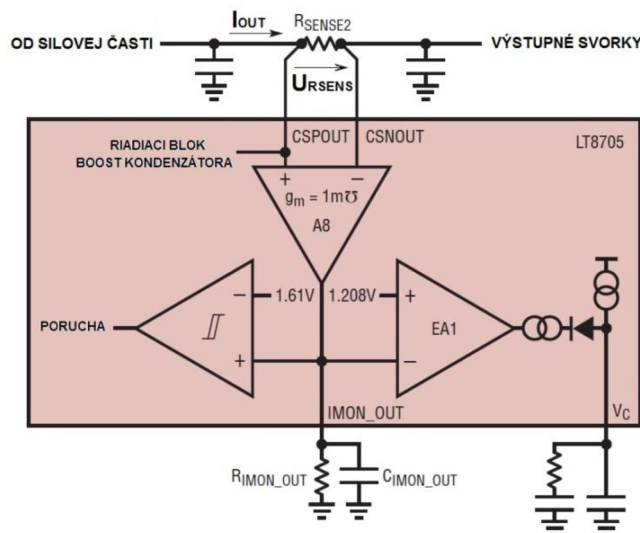 IOUT
RSENSE2
OD SILOVEJ ČASTI
VÝSTUPNÉ SVORKY
URSENS
CSPOUT
CSNOUT
LT8705
RIADIACI BLOK
BOOST KONDENZÁTORA
+
−
gm = 1m℧
A8
−
1.61V
1.208V
+
PORUCHA
EA1
+
−
IMON_OUT
VC
RIMON_OUT
CIMON_OUT